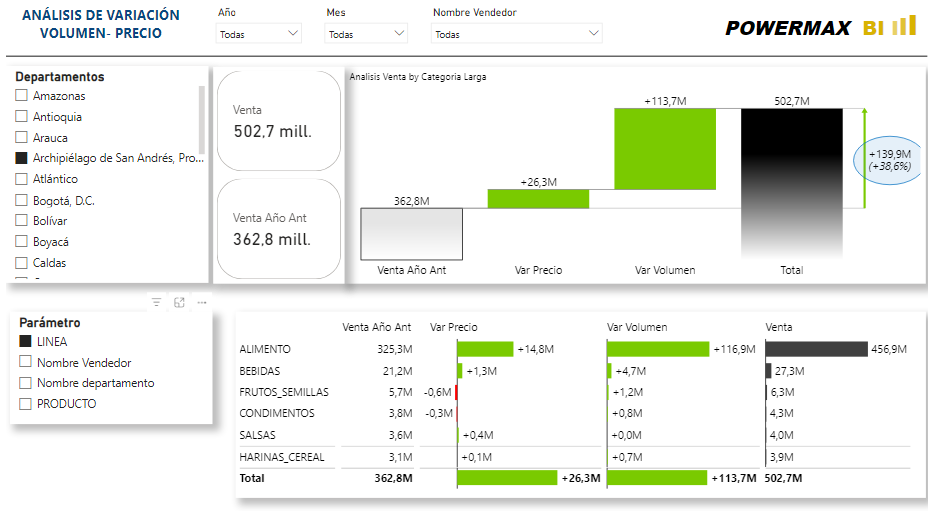 ANÁLISIS DE VARIACIÓN
VOLUMEN- PRECIO
Año
Todas
Mes
Todas
Nombre Vendedor
Todas
POWERMAX BI
Departamentos
Amazonas
Antioquia
Arauca
Archipiélago de San Andrés, Pro...
Atlántico
Bogotá, D.C.
Bolívar
Boyacá
Caldas
Venta
502,7 mill.
Venta Año Ant
362,8 mill.
Analisis Venta by Categoria Larga
362,8M
+26,3M
+113,7M
502,7M
+139,9M
(+38,6%)
Venta Año Ant Var Precio Var Volumen Total
Parámetro
LINEA
Nombre Vendedor
Nombre departamento
PRODUCTO
Venta Año Ant Var Precio Var Volumen Venta
ALIMENTO 325,3M +14,8M +116,9M 456,9M
BEBIDAS 21,2M +1,3M +4,7M 27,3M
FRUTOS_SEMILLAS 5,7M -0,6M +1,2M 6,3M
CONDIMENTOS 3,8M -0,3M +0,8M 4,3M
SALSAS 3,6M +0,4M +0,0M 4,0M
HARINAS_CEREAL 3,1M +0,1M +0,7M 3,9M
Total 362,8M +26,3M +113,7M 502,7M